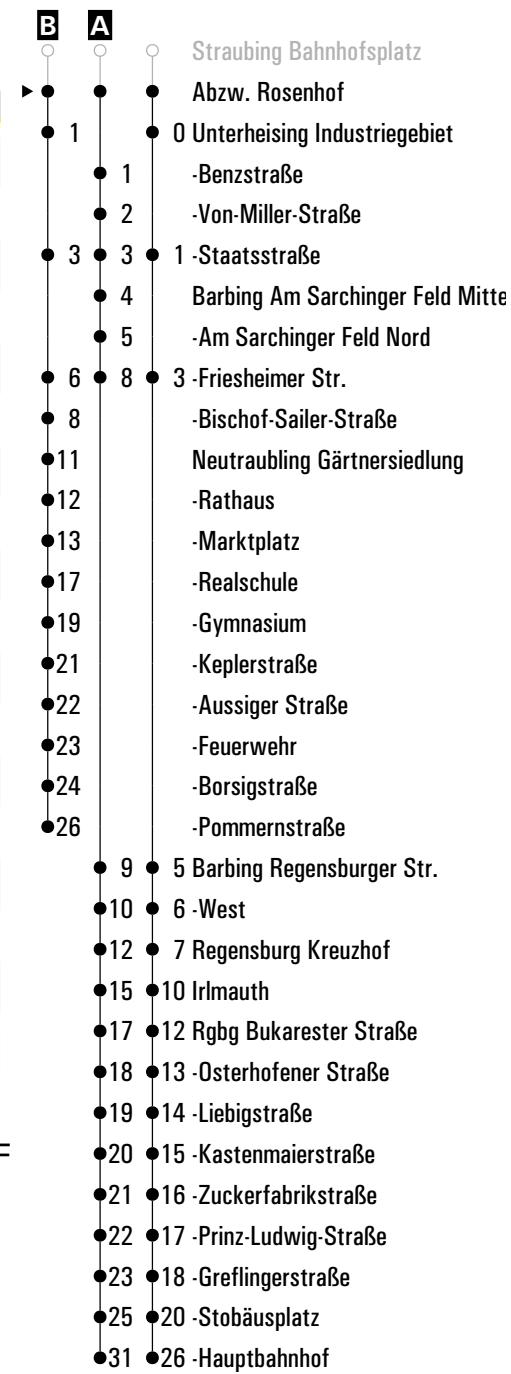 B A
Straubing Bahnhofsplatz
Abzw. Rosenhof
1 0 Unterheising Industriegebiet
1 -Benzstraße
2 -Von-Miller-Straße
3 3 1 -Staatsstraße
4 Barbing Am Sarchinger Feld Mitte
5 -Am Sarchinger Feld Nord
6 8 3 -Friesheimer Str.
8 -Bischof-Sailer-Straße
11 Neutraubling Gärtnersiedlung
12 -Rathaus
13 -Marktplatz
17 -Realschule
19 -Gymnasium
21 -Keplerstraße
22 -Aussiger Straße
23 -Feuerwehr
24 -Borsigstraße
26 -Pommernstraße
9 5 Barbing Regensburger Str.
10 6 -West
12 7 Regensburg Kreuzhof
15 10 Irlmauth
17 12 Rgbg Bukarester Straße
18 13 -Osterhofener Straße
19 14 -Liebigstraße
20 15 -Kastenmaierstraße
21 16 -Zuckerfabrikstraße
22 17 -Prinz-Ludwig-Straße
23 18 -Greflingerstraße
25 20 -Stobäusplatz
31 26 -Hauptbahnhof